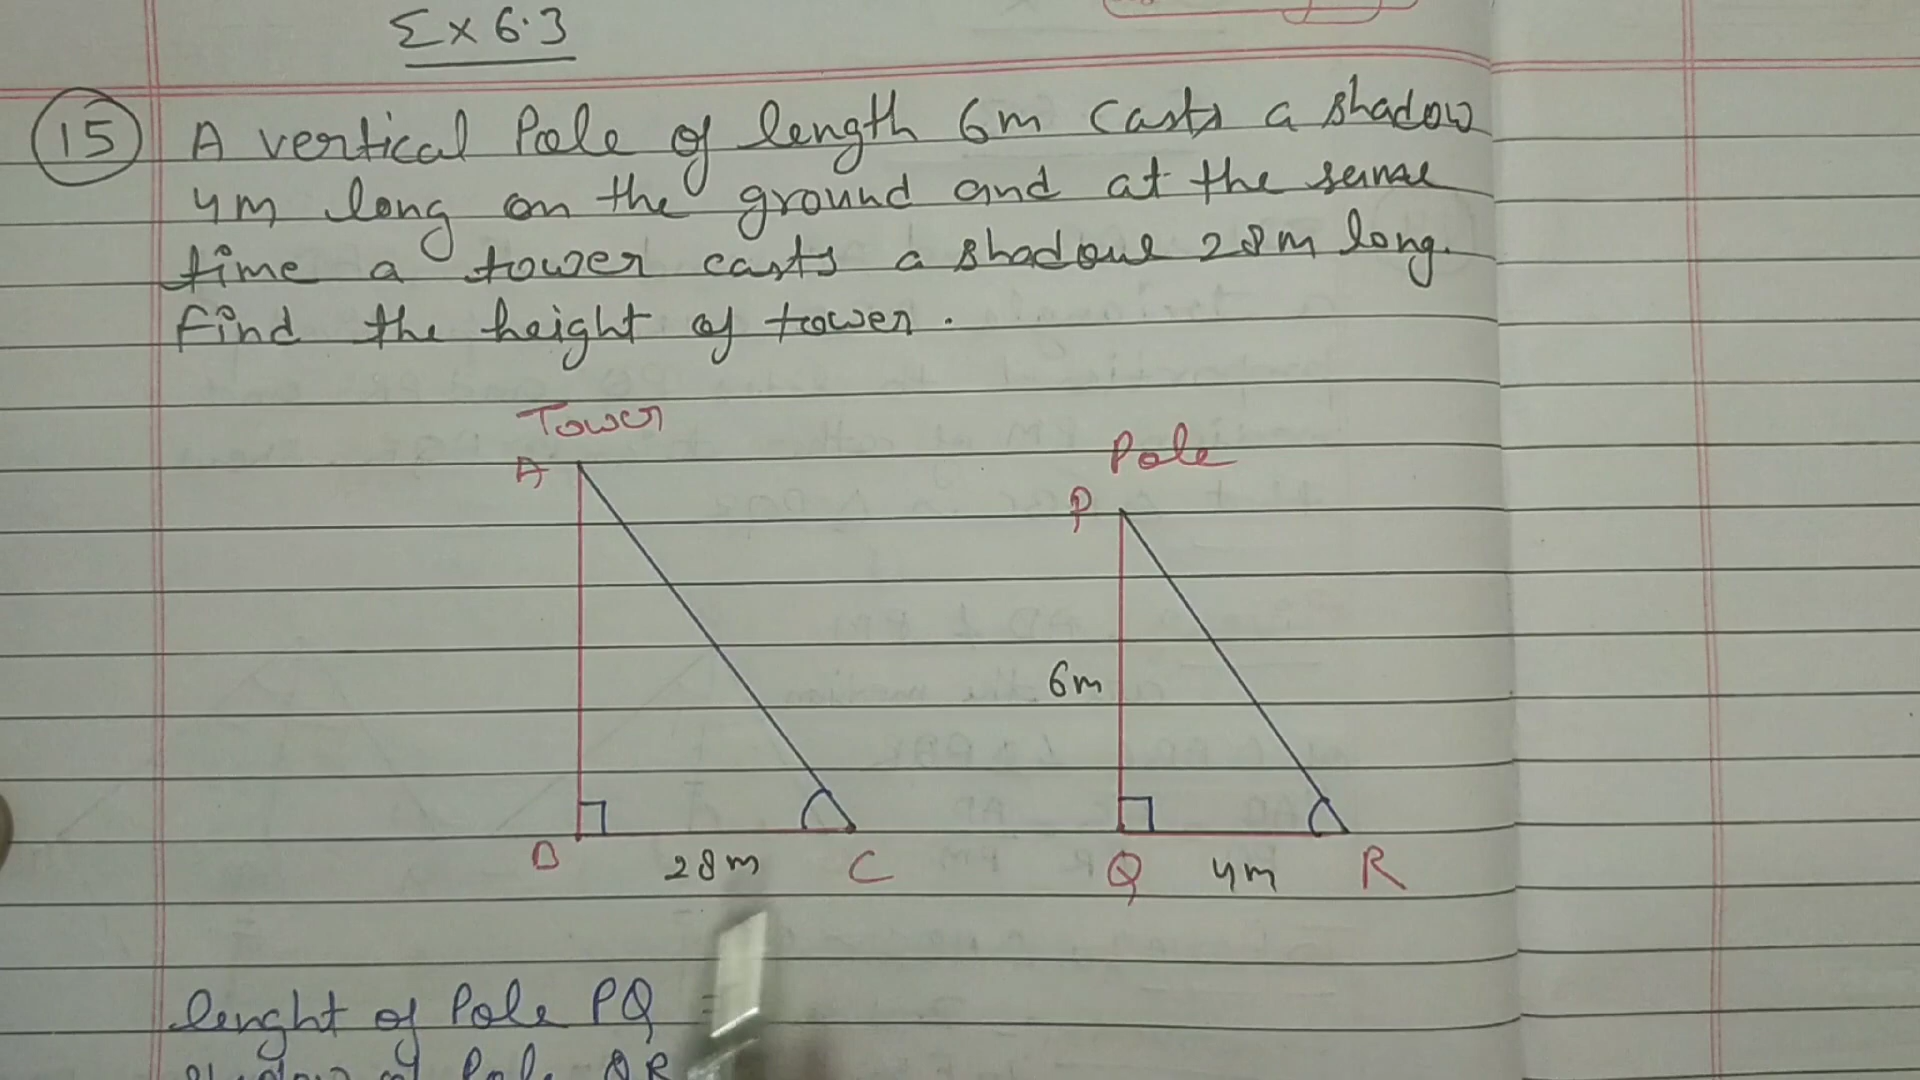 Ex 6.3
15 A vertical Pole of length 6m casts a shadow
4m long on the ground and at the same
time a tower casts a shadow 28m long.
find the height of tower.
Tower
Pole
A
P
6m
B 28m C Q 4m R
lenght of Pole PQ =
Pole QR